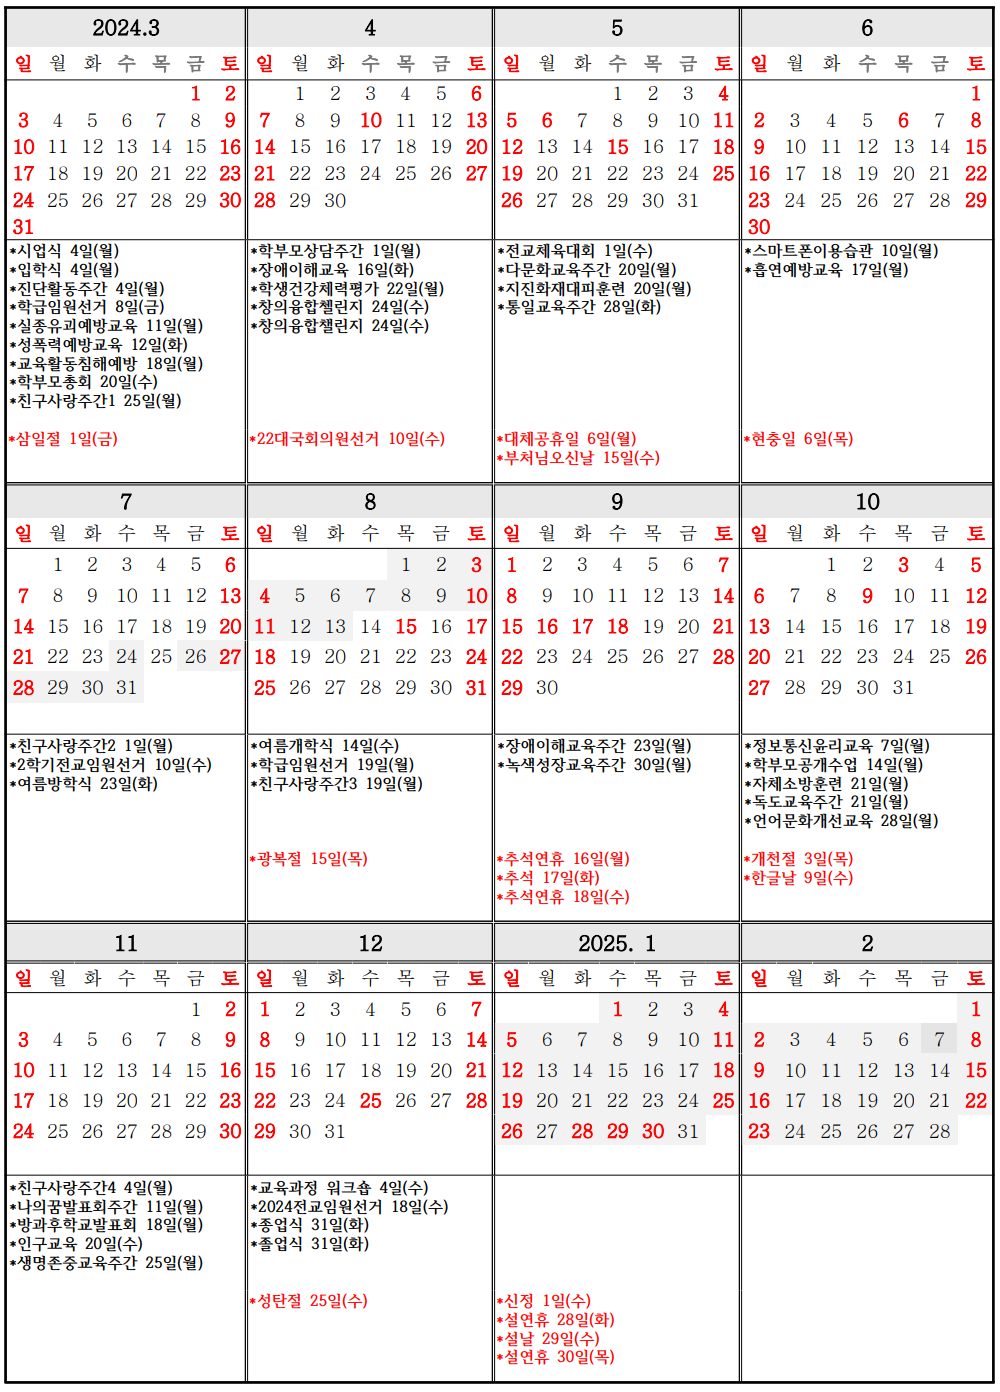 2024.3
일 월 화 수 목 금 토
1 2
3 4 5 6 7 8 9
10 11 12 13 14 15 16
17 18 19 20 21 22 23
24 25 26 27 28 29 30
31
*시업식 4일(월)
*입학식 4일(월)
*진단활동주간 4일(월)
*학급임원선거 8일(금)
*실종유괴예방교육 11일(월)
*성폭력예방교육 12일(화)
*교육활동침해예방 18일(월)
*학부모총회 20일(수)
*친구사랑주간1 25일(월)
*삼일절 1일(금)
4
일 월 화 수 목 금 토
1 2 3 4 5 6
7 8 9 10 11 12 13
14 15 16 17 18 19 20
21 22 23 24 25 26 27
28 29 30
*학부모상담주간 1일(월)
*장애이해교육 16일(화)
*학생건강체력평가 22일(월)
*창의융합챌린지 24일(수)
*창의융합챌린지 24일(수)
*22대국회의원선거 10일(수)
5
일 월 화 수 목 금 토
1 2 3 4
5 6 7 8 9 10 11
12 13 14 15 16 17 18
19 20 21 22 23 24 25
26 27 28 29 30 31
*전교체육대회 1일(수)
*다문화교육주간 20일(월)
*지진화재대피훈련 20일(월)
*통일교육주간 28일(화)
*대체공휴일 6일(월)
*부처님오신날 15일(수)
6
일 월 화 수 목 금 토
1
2 3 4 5 6 7 8
9 10 11 12 13 14 15
16 17 18 19 20 21 22
23 24 25 26 27 28 29
30
*스마트폰이용습관 10일(월)
*흡연예방교육 17일(월)
*현충일 6일(목)
7
일 월 화 수 목 금 토
1 2 3 4 5 6
7 8 9 10 11 12 13
14 15 16 17 18 19 20
21 22 23 24 25 26 27
28 29 30 31
*친구사랑주간2 1일(월)
*2학기전교임원선거 10일(수)
*여름방학식 23일(화)
8
일 월 화 수 목 금 토
1 2 3
4 5 6 7 8 9 10
11 12 13 14 15 16 17
18 19 20 21 22 23 24
25 26 27 28 29 30 31
*여름개학식 14일(수)
*학급임원선거 19일(월)
*친구사랑주간3 19일(월)
*광복절 15일(목)
9
일 월 화 수 목 금 토
1 2 3 4 5 6 7
8 9 10 11 12 13 14
15 16 17 18 19 20 21
22 23 24 25 26 27 28
29 30
*장애이해교육주간 23일(월)
*녹색성장교육주간 30일(월)
*추석연휴 16일(월)
*추석 17일(화)
*추석연휴 18일(수)
10
일 월 화 수 목 금 토
1 2 3 4 5
6 7 8 9 10 11 12
13 14 15 16 17 18 19
20 21 22 23 24 25 26
27 28 29 30 31
*정보통신윤리교육 7일(월)
*학부모공개수업 14일(월)
*자체소방훈련 21일(월)
*독도교육주간 21일(월)
*언어문화개선교육 28일(월)
*개천절 3일(목)
*한글날 9일(수)
11
일 월 화 수 목 금 토
1 2
3 4 5 6 7 8 9
10 11 12 13 14 15 16
17 18 19 20 21 22 23
24 25 26 27 28 29 30
*친구사랑주간4 4일(월)
*나의꿈발표회주간 11일(월)
*방과후학교발표회 18일(월)
*인구교육 20일(수)
*생명존중교육주간 25일(월)
12
일 월 화 수 목 금 토
1 2 3 4 5 6 7
8 9 10 11 12 13 14
15 16 17 18 19 20 21
22 23 24 25 26 27 28
29 30 31
*교육과정 워크숍 4일(수)
*2024전교임원선거 18일(수)
*종업식 31일(화)
*졸업식 31일(화)
*성탄절 25일(수)
2025. 1
일 월 화 수 목 금 토
1 2 3 4
5 6 7 8 9 10 11
12 13 14 15 16 17 18
19 20 21 22 23 24 25
26 27 28 29 30 31
*신정 1일(수)
*설연휴 28일(화)
*설날 29일(수)
*설연휴 30일(목)
2
일 월 화 수 목 금 토
1
2 3 4 5 6 7 8
9 10 11 12 13 14 15
16 17 18 19 20 21 22
23 24 25 26 27 28